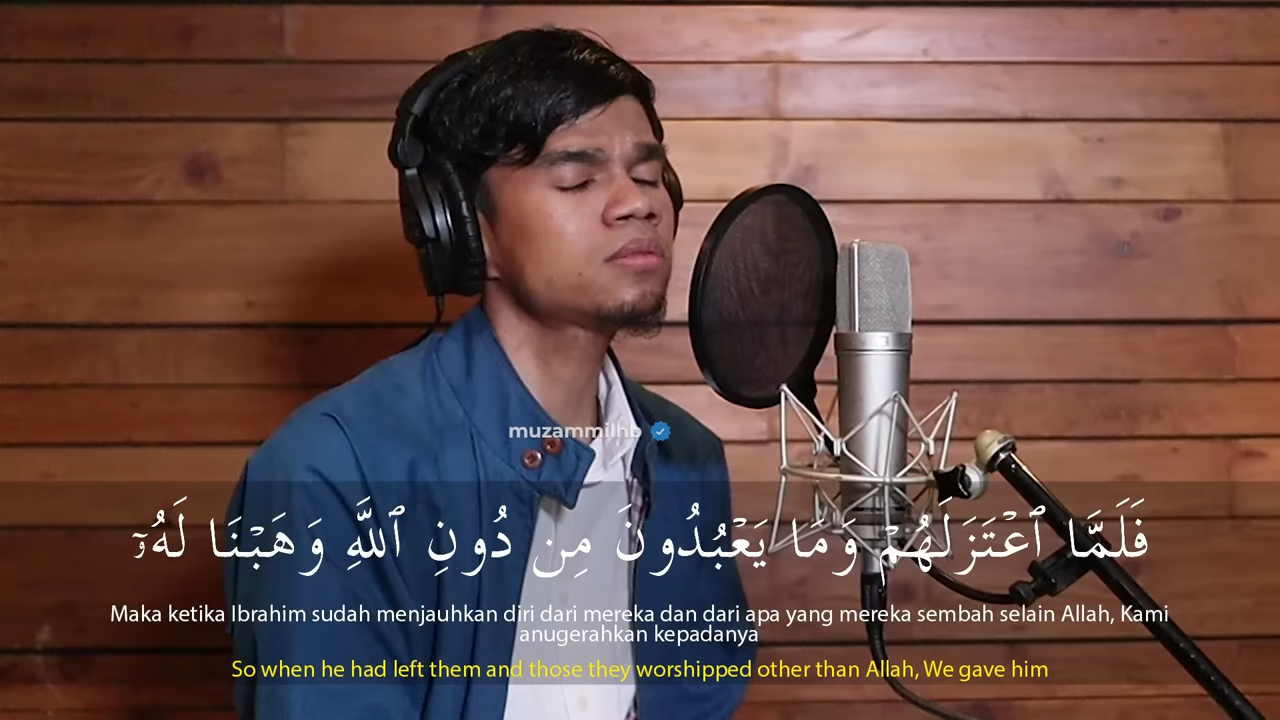 muzammilhb
فَلَمَّا ٱعْتَزَلَهُمْ وَمَا يَعْبُدُونَ مِن دُونِ ٱللَّهِ وَهَبْنَا لَهُۥٓ
Maka ketika Ibrahim sudah menjauhkan diri dari mereka dan dari apa yang mereka sembah selain Allah, Kami
anugerahkan kepadanya
So when he had left them and those they worshipped other than Allah, We gave him